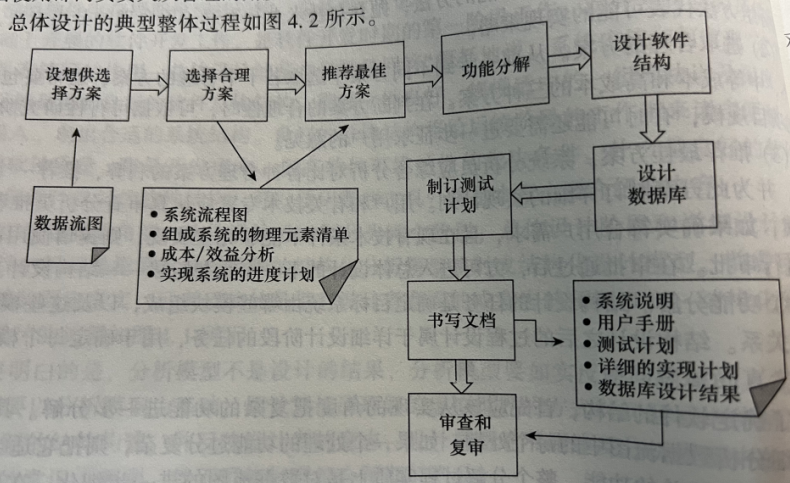 总体设计的典型整体过程如图4.2所示。
设想供选
择方案
选择合理
方案
推荐最佳
方案
功能分解
设计软件
结构
设计
数据库
制订测试
计划
数据流图
• 系统流程图
• 组成系统的物理元素清单
• 成本/效益分析
• 实现系统的进度计划
书写文档
• 系统说明
• 用户手册
• 测试计划
• 详细的实现计划
• 数据库设计结果
审查和
复审